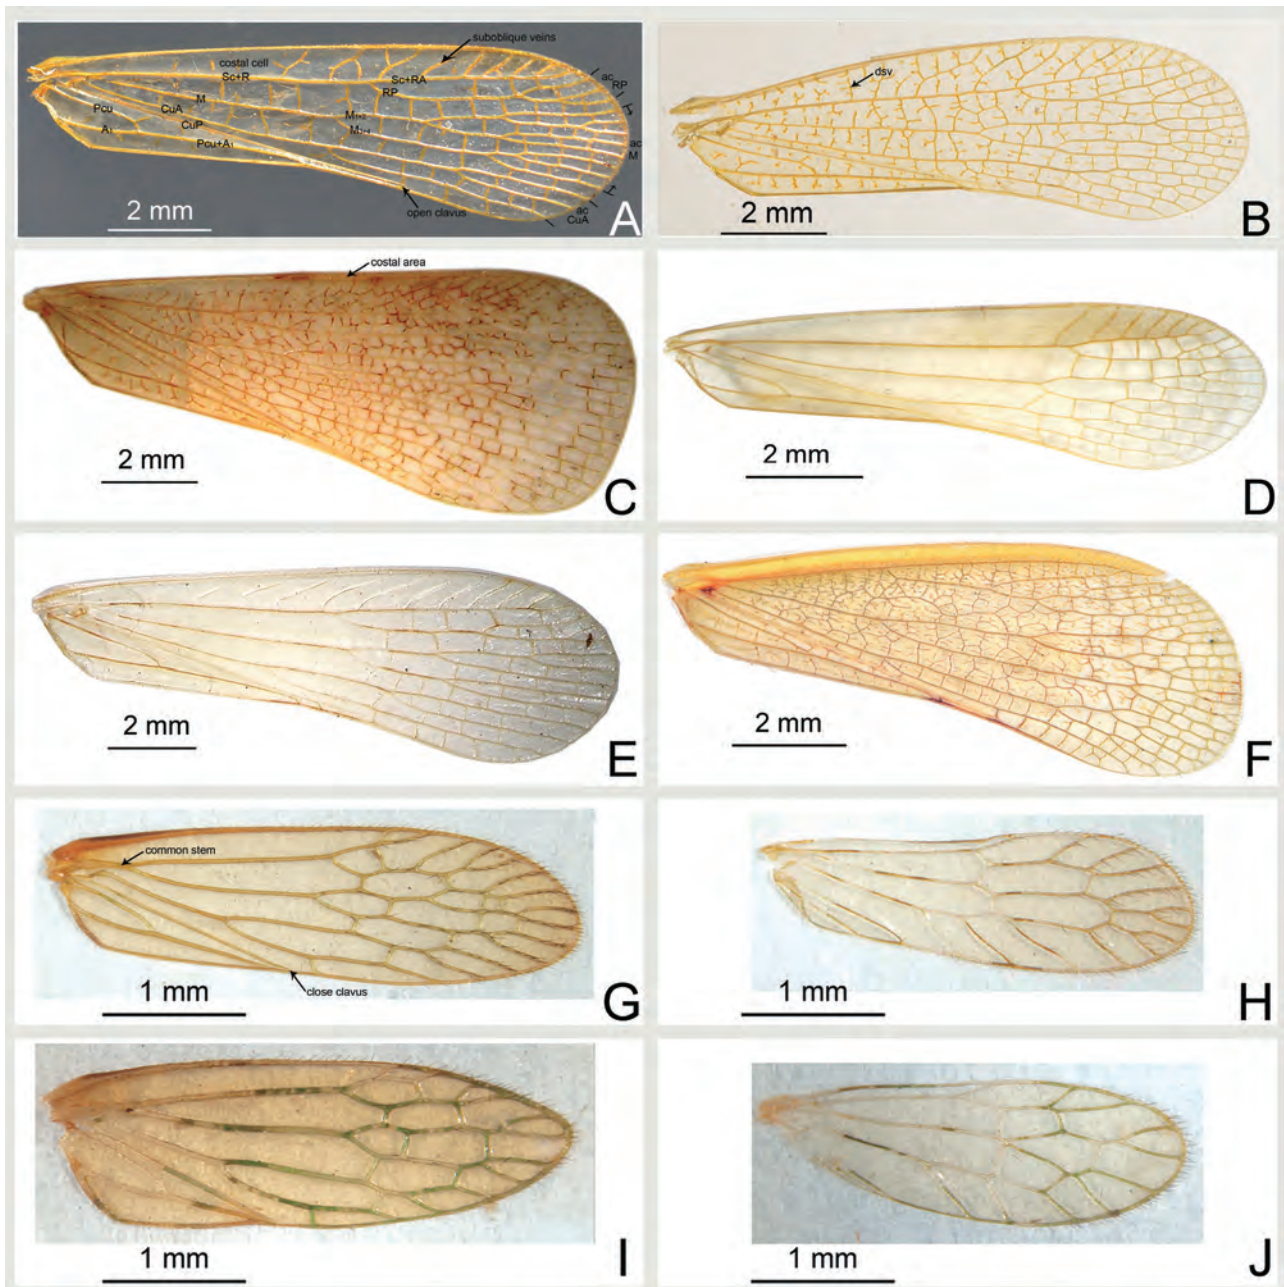 suboblique veins
costal cell
Sc+R
Sc+RA
RP
ac
RP
M
Pcu
CuA
M₁₊₂
A₁
CuP
M₃₊₄
ac
M
Pcu+A₁
open clavus
ac
CuA
2 mm
A
dsv
2 mm
B
costal area
2 mm
C
2 mm
D
2 mm
E
2 mm
F
common stem
close clavus
1 mm
G
1 mm
H
1 mm
I
1 mm
J